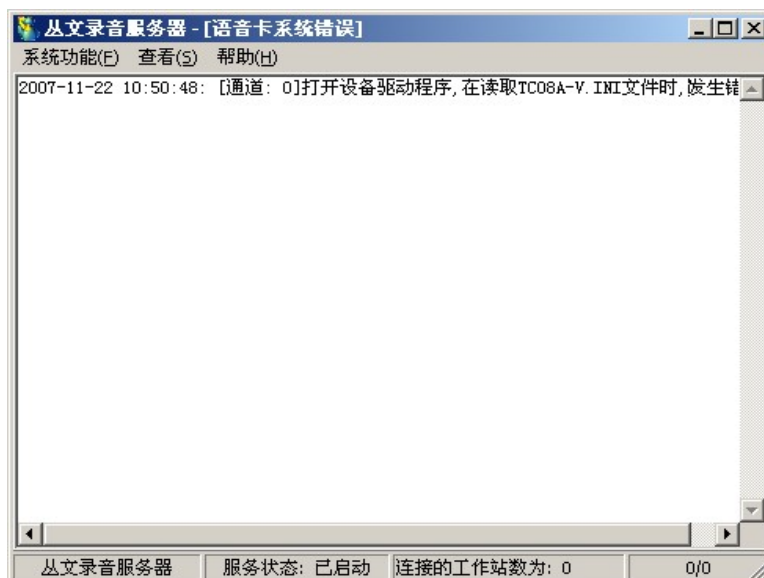 丛文录音服务器 - [语音卡系统错误]
系统功能(F) 查看(S) 帮助(H)
2007-11-22 10:50:48: [通道: 0]打开设备驱动程序,在读取TC08A-V.INI文件时,发生错
丛文录音服务器 服务状态: 已启动 连接的工作站数为: 0 0/0